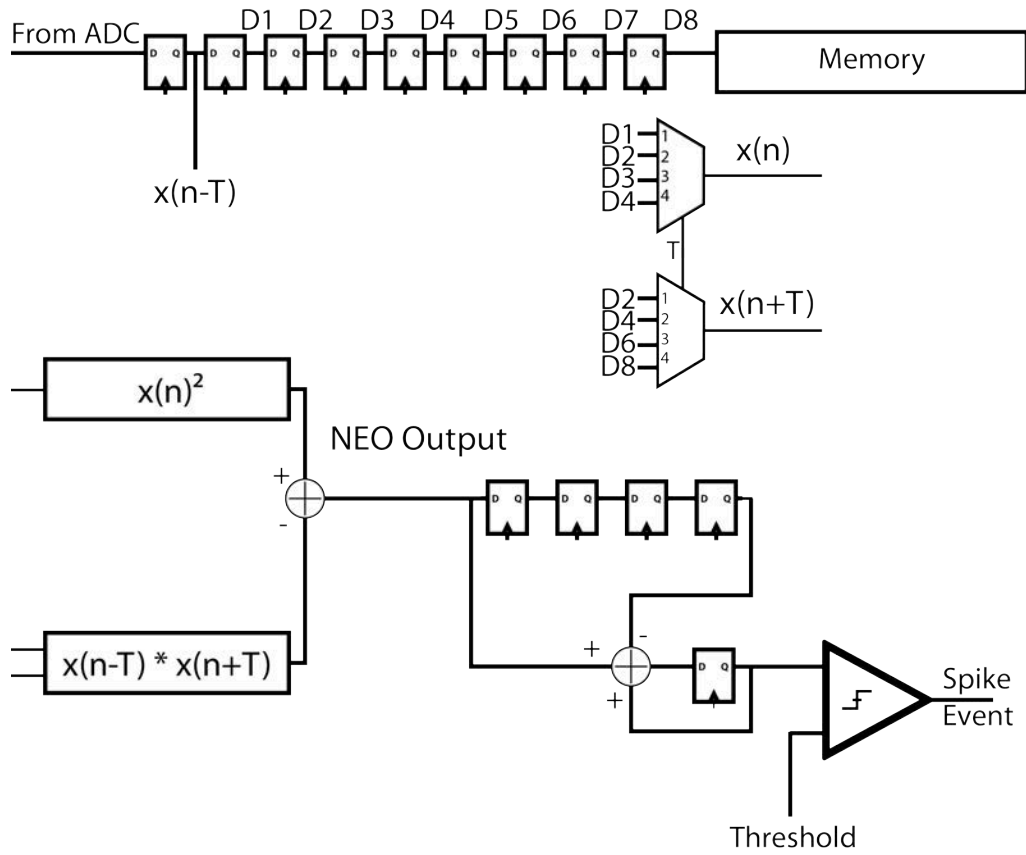 From ADC
D1 D2 D3 D4 D5 D6 D7 D8
D Q D Q D Q D Q D Q D Q D Q D Q D Q
Memory
x(n-T)
D1 1
D2 2
D3 3
D4 4
x(n)
T
D2 1
D4 2
D6 3
D8 4
x(n+T)
x(n)²
NEO Output
+
-
D Q D Q D Q D Q
x(n-T) * x(n+T)
+
-
+
D Q
Spike
Event
Threshold